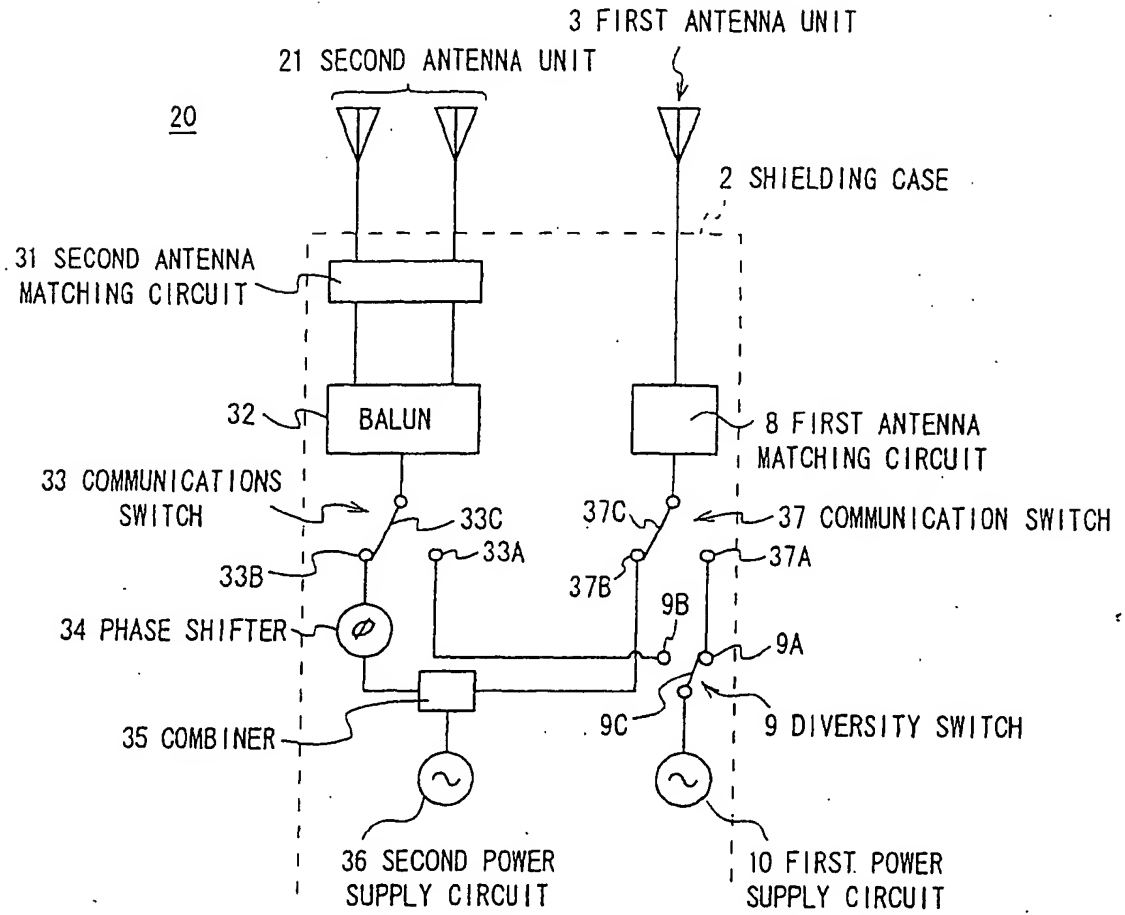 3 FIRST ANTENNA UNIT
21 SECOND ANTENNA UNIT
20
2 SHIELDING CASE
31 SECOND ANTENNA
MATCHING CIRCUIT
32
BALUN
8 FIRST ANTENNA
MATCHING CIRCUIT
33 COMMUNICATIONS
SWITCH
33C
37C
37 COMMUNICATION SWITCH
33B
33A
37B
37A
34 PHASE SHIFTER
Φ
9B
9A
35 COMBINER
9C
9 DIVERSITY SWITCH
36 SECOND POWER
SUPPLY CIRCUIT
10 FIRST POWER
SUPPLY CIRCUIT